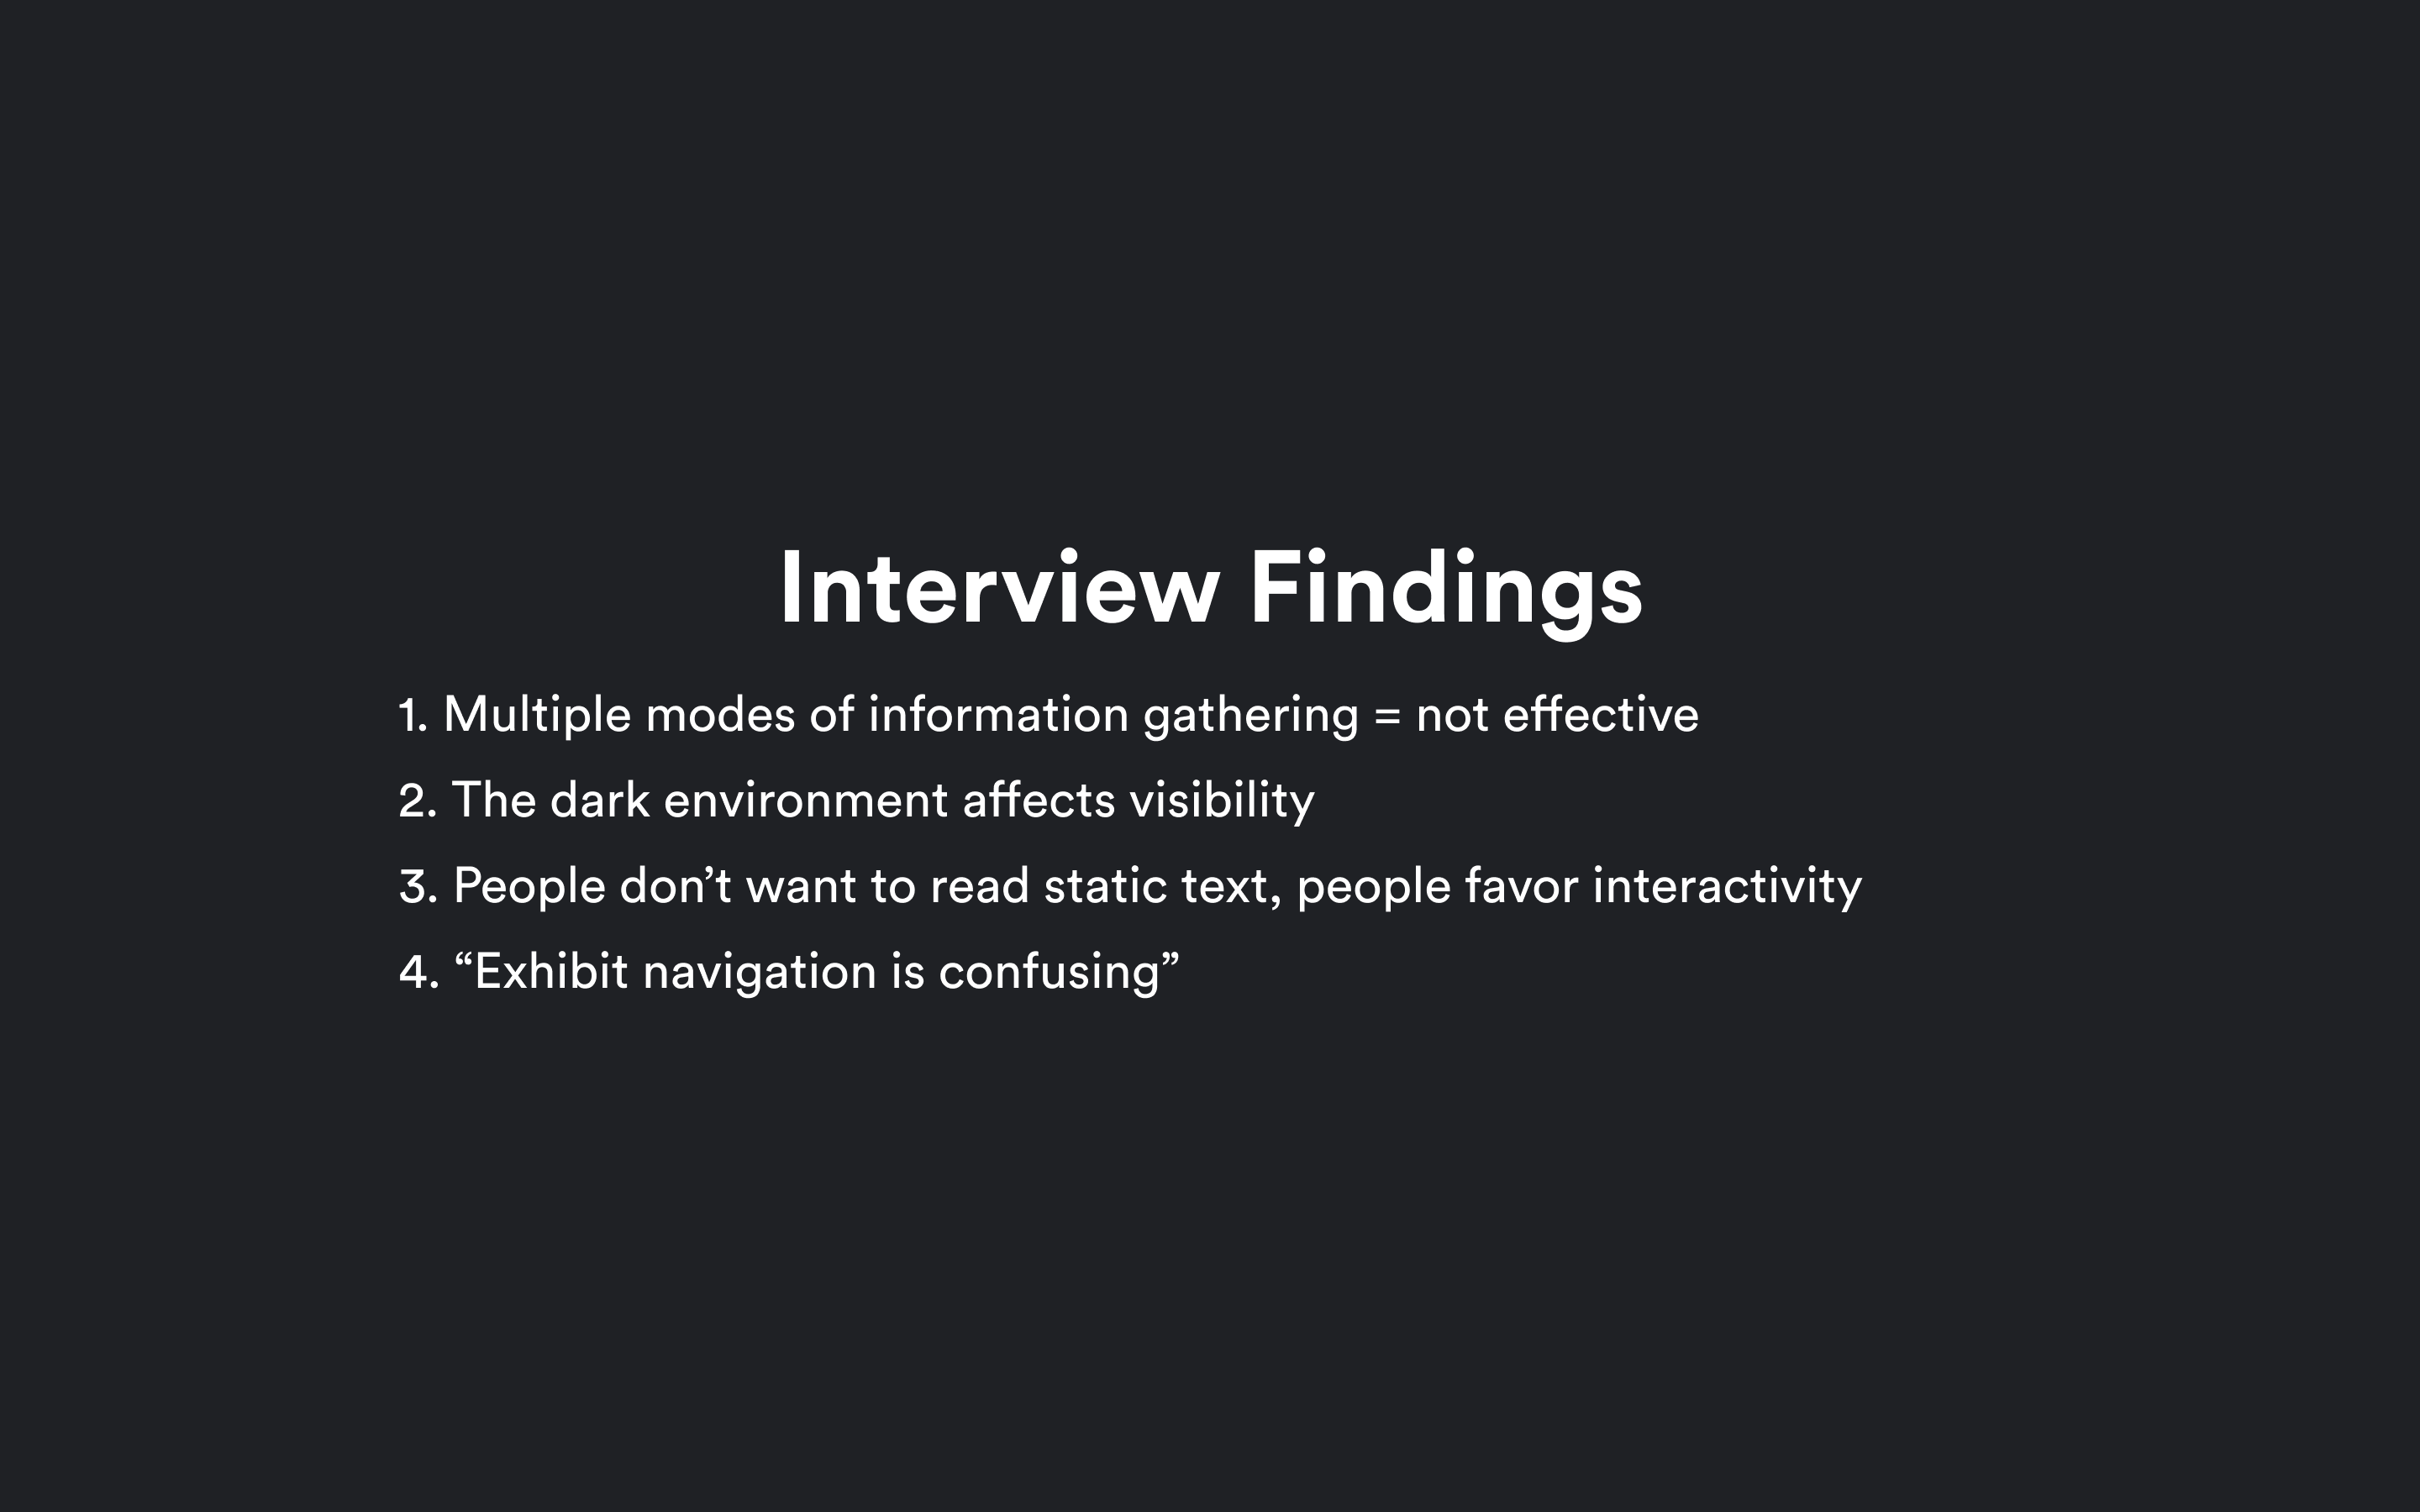 Interview Findings
1. Multiple modes of information gathering = not effective
2. The dark environment affects visibility
3. People don’t want to read static text, people favor interactivity
4. “Exhibit navigation is confusing”